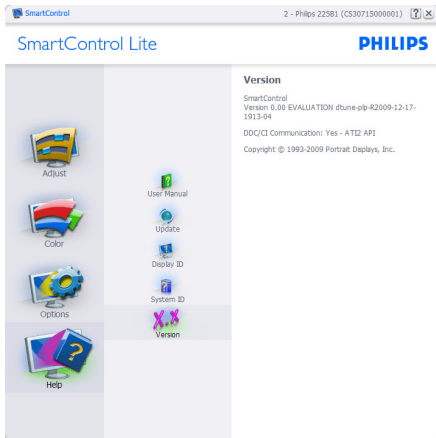 SmartControl
2 - Philips 225B1 (CS30715000001)
SmartControl Lite
PHILIPS
Adjust
Color
Options
Help
User Manual
Update
Display ID
System ID
X.X
Version
Version
SmartControl
Version 0.00 EVALUATION dtune-plp-R2009-12-17-
1913-04
DDC/CI Communication: Yes - ATI2 API
Copyright © 1993-2009 Portrait Displays, Inc.